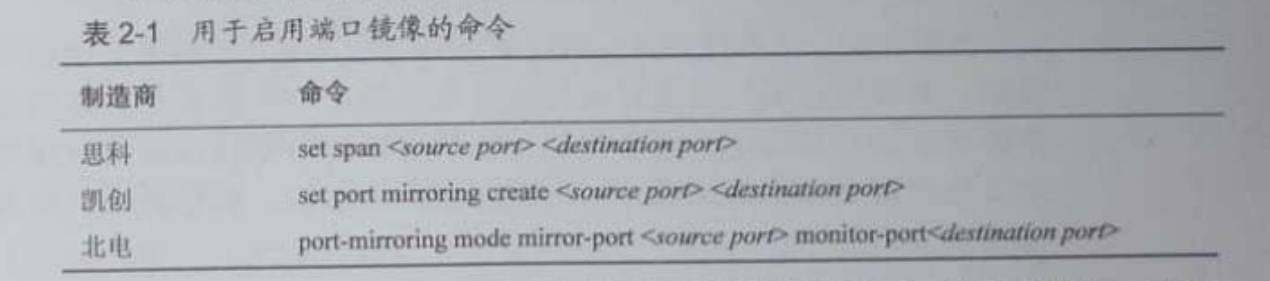 表 2-1 用于启用端口镜像的命令
制造商 命令
思科 set span <source port> <destination port>
凯创 set port mirroring create <source port> <destination port>
北电 port-mirroring mode mirror-port <source port> monitor-port<destination port>